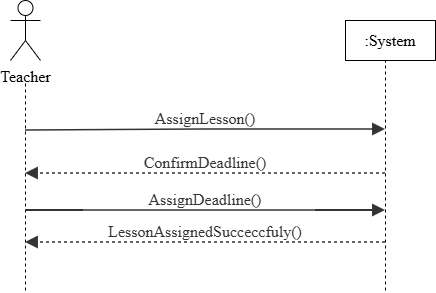 Teacher
:System
AssignLesson()
ConfirmDeadline()
AssignDeadline()
LessonAssignedSucceccfuly()